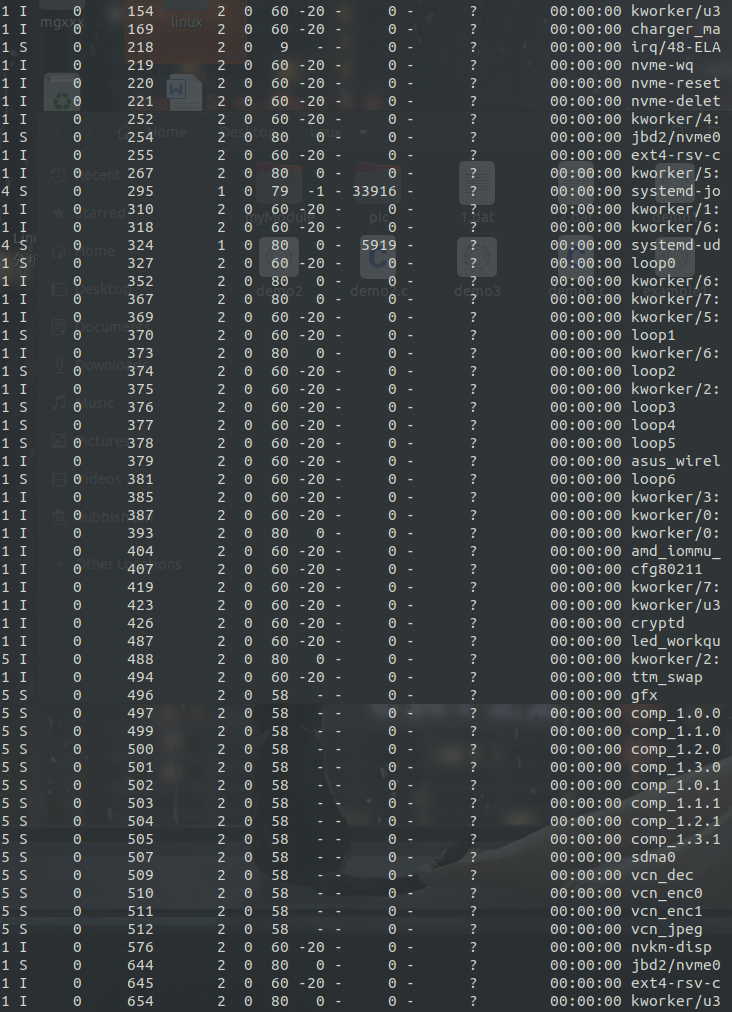 1 I 0 154 2 0 60 -20 - 0 - ? 00:00:00 kworker/u3
1 I 0 169 2 0 60 -20 - 0 - ? 00:00:00 charger_ma
1 S 0 218 2 0 9 - - 0 - ? 00:00:00 irq/48-ELA
1 I 0 219 2 0 60 -20 - 0 - ? 00:00:00 nvme-wq
1 I 0 220 2 0 60 -20 - 0 - ? 00:00:00 nvme-reset
1 I 0 221 2 0 60 -20 - 0 - ? 00:00:00 nvme-delet
1 I 0 252 2 0 60 -20 - 0 - ? 00:00:00 kworker/4:
1 S 0 254 2 0 80 0 - 0 - ? 00:00:00 jbd2/nvme0
1 I 0 255 2 0 60 -20 - 0 - ? 00:00:00 ext4-rsv-c
1 I 0 267 2 0 80 0 - 0 - ? 00:00:00 kworker/5:
4 S 0 295 1 0 79 -1 - 33916 - ? 00:00:00 systemd-jo
1 I 0 310 2 0 60 -20 - 0 - ? 00:00:00 kworker/1:
1 I 0 318 2 0 60 -20 - 0 - ? 00:00:00 kworker/6:
4 S 0 324 1 0 80 0 - 5919 - ? 00:00:00 systemd-ud
1 S 0 327 2 0 60 -20 - 0 - ? 00:00:00 loop0
1 I 0 352 2 0 80 0 - 0 - ? 00:00:00 kworker/6:
1 I 0 367 2 0 80 0 - 0 - ? 00:00:00 kworker/7:
1 I 0 369 2 0 60 -20 - 0 - ? 00:00:00 kworker/5:
1 S 0 370 2 0 60 -20 - 0 - ? 00:00:00 loop1
1 I 0 373 2 0 80 0 - 0 - ? 00:00:00 kworker/6:
1 S 0 374 2 0 60 -20 - 0 - ? 00:00:00 loop2
1 I 0 375 2 0 60 -20 - 0 - ? 00:00:00 kworker/2:
1 S 0 376 2 0 60 -20 - 0 - ? 00:00:00 loop3
1 S 0 377 2 0 60 -20 - 0 - ? 00:00:00 loop4
1 S 0 378 2 0 60 -20 - 0 - ? 00:00:00 loop5
1 I 0 379 2 0 60 -20 - 0 - ? 00:00:00 asus_wirel
1 S 0 381 2 0 60 -20 - 0 - ? 00:00:00 loop6
1 I 0 385 2 0 60 -20 - 0 - ? 00:00:00 kworker/3:
1 I 0 387 2 0 60 -20 - 0 - ? 00:00:00 kworker/0:
1 I 0 393 2 0 80 0 - 0 - ? 00:00:00 kworker/0:
1 I 0 404 2 0 60 -20 - 0 - ? 00:00:00 amd_iommu_
1 I 0 407 2 0 60 -20 - 0 - ? 00:00:00 cfg80211
1 I 0 419 2 0 60 -20 - 0 - ? 00:00:00 kworker/7:
1 I 0 423 2 0 60 -20 - 0 - ? 00:00:00 kworker/u3
1 I 0 426 2 0 60 -20 - 0 - ? 00:00:00 cryptd
1 I 0 487 2 0 60 -20 - 0 - ? 00:00:00 led_workqu
5 I 0 488 2 0 80 0 - 0 - ? 00:00:00 kworker/2:
1 I 0 494 2 0 60 -20 - 0 - ? 00:00:00 ttm_swap
5 S 0 496 2 0 58 - - 0 - ? 00:00:00 gfx
5 S 0 497 2 0 58 - - 0 - ? 00:00:00 comp_1.0.0
5 S 0 499 2 0 58 - - 0 - ? 00:00:00 comp_1.1.0
5 S 0 500 2 0 58 - - 0 - ? 00:00:00 comp_1.2.0
5 S 0 501 2 0 58 - - 0 - ? 00:00:00 comp_1.3.0
5 S 0 502 2 0 58 - - 0 - ? 00:00:00 comp_1.0.1
5 S 0 503 2 0 58 - - 0 - ? 00:00:00 comp_1.1.1
5 S 0 504 2 0 58 - - 0 - ? 00:00:00 comp_1.2.1
5 S 0 505 2 0 58 - - 0 - ? 00:00:00 comp_1.3.1
5 S 0 507 2 0 58 - - 0 - ? 00:00:00 sdma0
5 S 0 509 2 0 58 - - 0 - ? 00:00:00 vcn_dec
5 S 0 510 2 0 58 - - 0 - ? 00:00:00 vcn_enc0
5 S 0 511 2 0 58 - - 0 - ? 00:00:00 vcn_enc1
5 S 0 512 2 0 58 - - 0 - ? 00:00:00 vcn_jpeg
1 I 0 576 2 0 60 -20 - 0 - ? 00:00:00 nvkm-disp
1 S 0 644 2 0 80 0 - 0 - ? 00:00:00 jbd2/nvme0
1 I 0 645 2 0 60 -20 - 0 - ? 00:00:00 ext4-rsv-c
1 I 0 654 2 0 80 0 - 0 - ? 00:00:00 kworker/u3
mgxxx
linux
Home
Recent
Starred
Home
Desktop
Documents
Music
Pictures
Videos
Rubbish
Other Locations
myModule
plc
1.dat
demo2
demo2.c
demo3